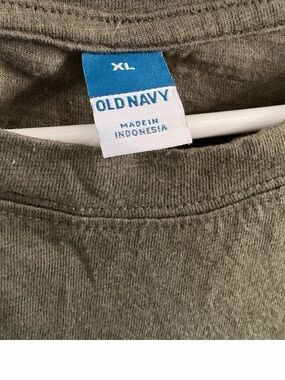 XL
OLD NAVY
MADE IN
INDONESIA